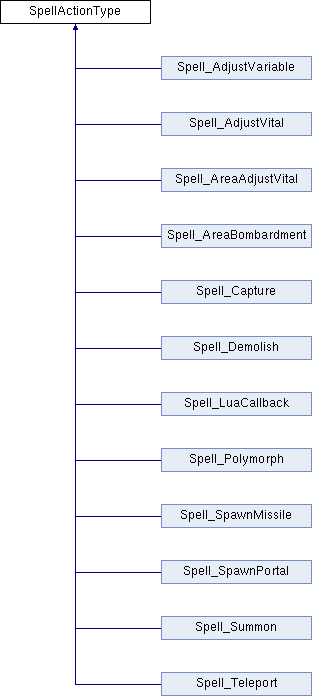 SpellActionType
Spell_AdjustVariable
Spell_AdjustVital
Spell_AreaAdjustVital
Spell_AreaBombardment
Spell_Capture
Spell_Demolish
Spell_LuaCallback
Spell_Polymorph
Spell_SpawnMissile
Spell_SpawnPortal
Spell_Summon
Spell_Teleport